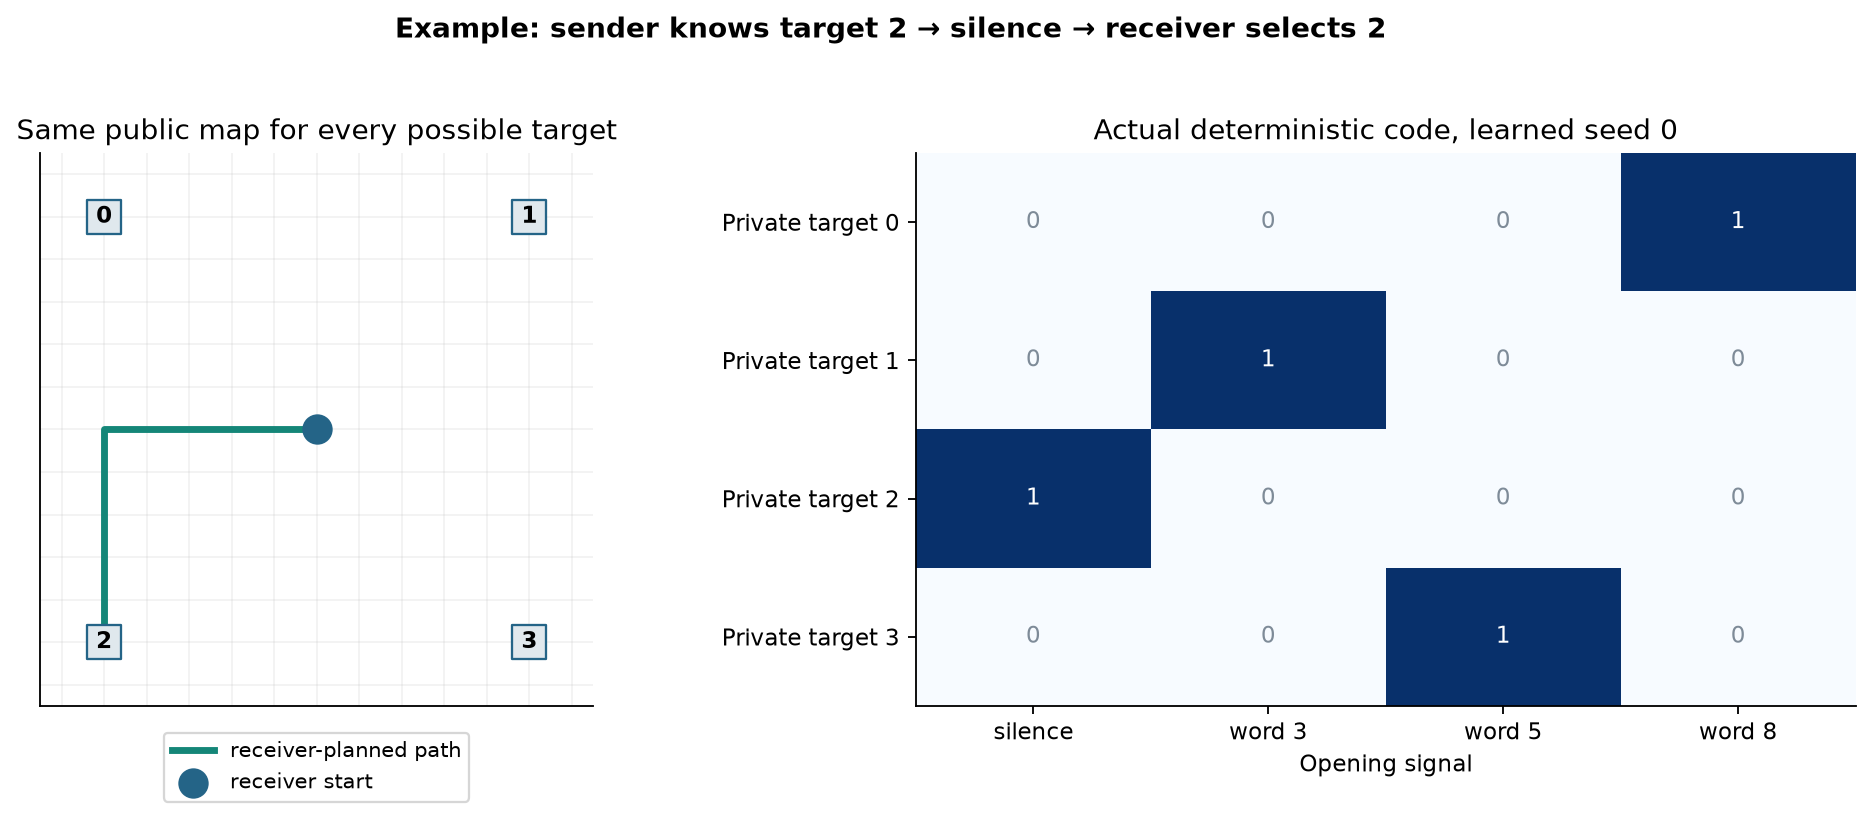 Example: sender knows target 2 → silence → receiver selects 2
Same public map for every possible target
0
1
2
3
receiver-planned path
receiver start
Actual deterministic code, learned seed 0
Private target 0 0 0 0 1
Private target 1 0 1 0 0
Private target 2 1 0 0 0
Private target 3 0 0 1 0
silence word 3 word 5 word 8
Opening signal